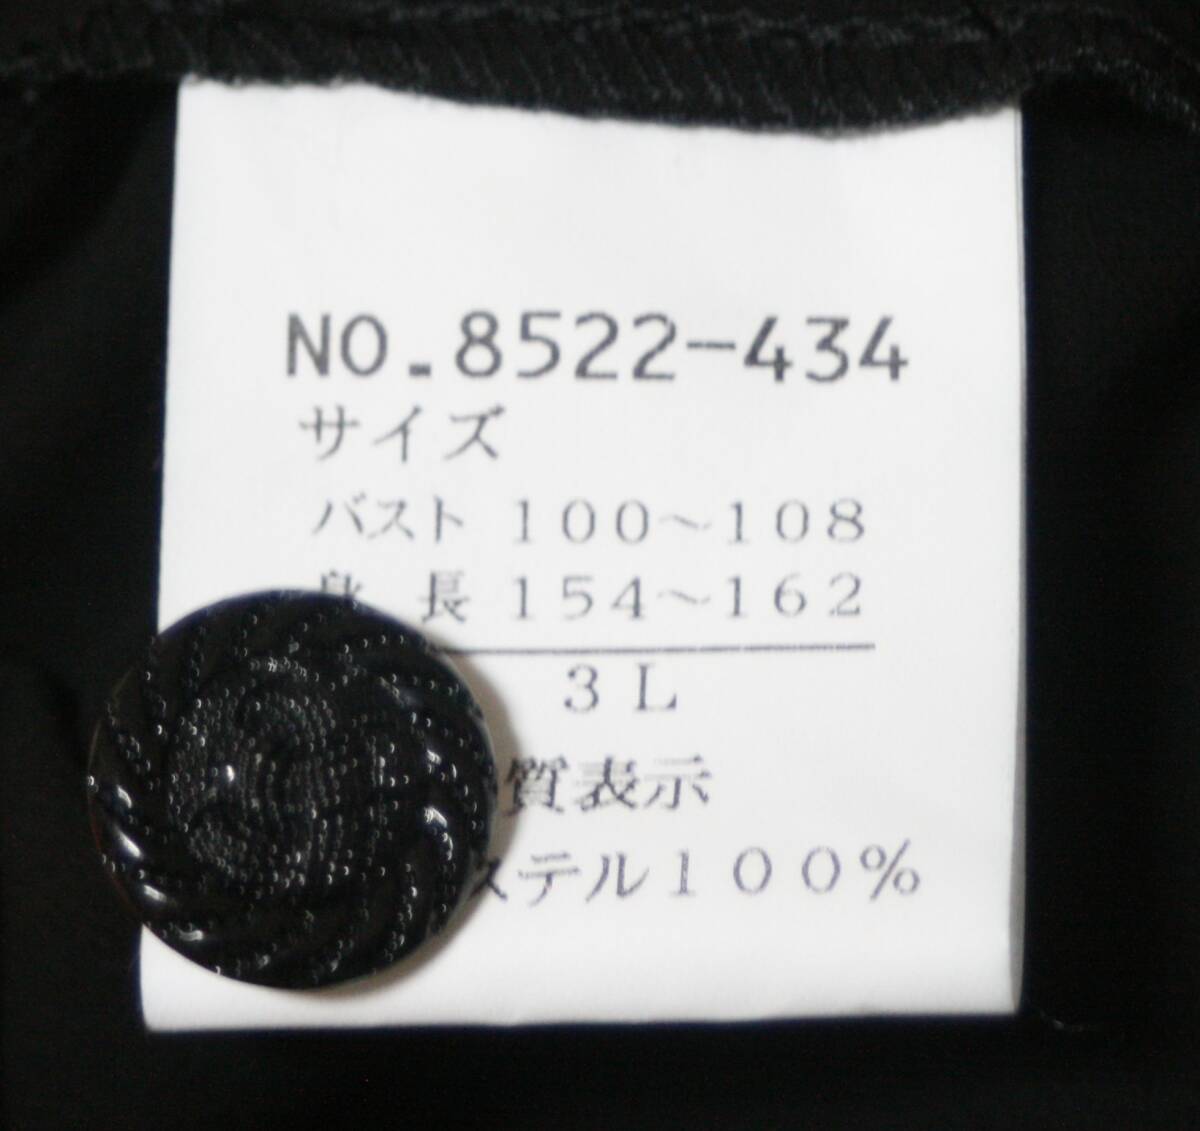 NO.8522-434
サイズ
バスト 100〜108
身 長 154〜162
3L
質表示
ステル100%